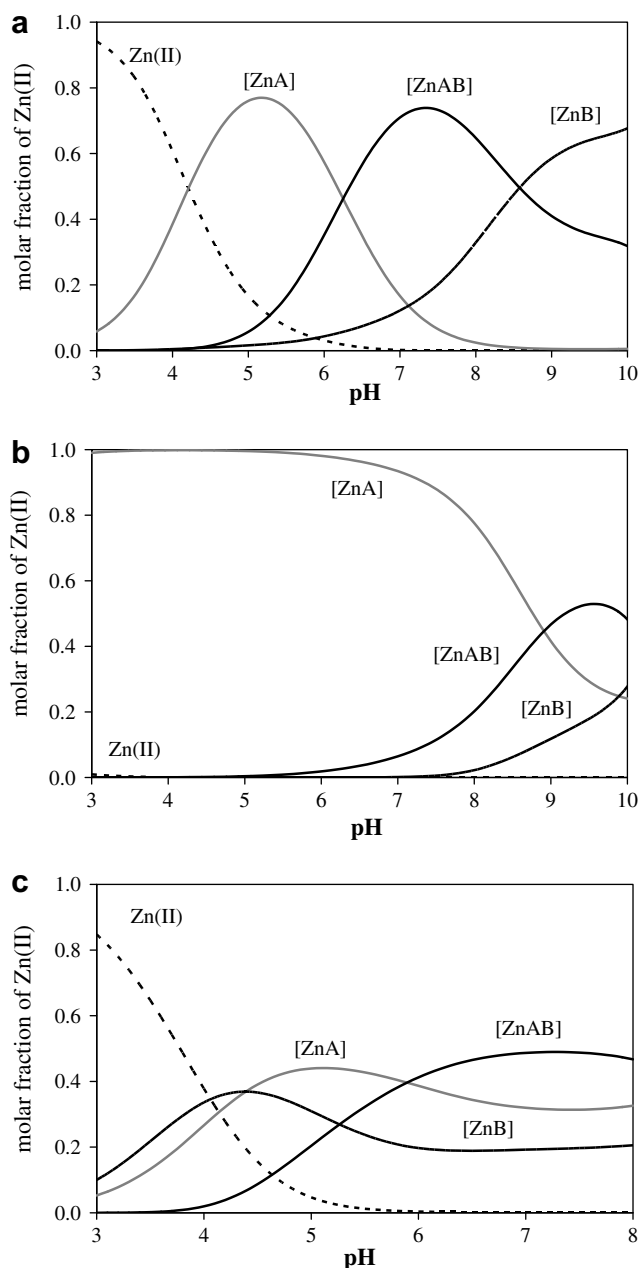 a
1.0
0.8
0.6
0.4
0.2
0.0
molar fraction of Zn(II)
Zn(II)
[ZnA]
[ZnAB]
[ZnB]
3 4 5 6 7 8 9 10
pH
b
1.0
0.8
0.6
0.4
0.2
0.0
molar fraction of Zn(II)
[ZnA]
[ZnAB]
[ZnB]
Zn(II)
3 4 5 6 7 8 9 10
pH
c
1.0
0.8
0.6
0.4
0.2
0.0
molar fraction of Zn(II)
Zn(II)
[ZnAB]
[ZnA]
[ZnB]
3 4 5 6 7 8
pH